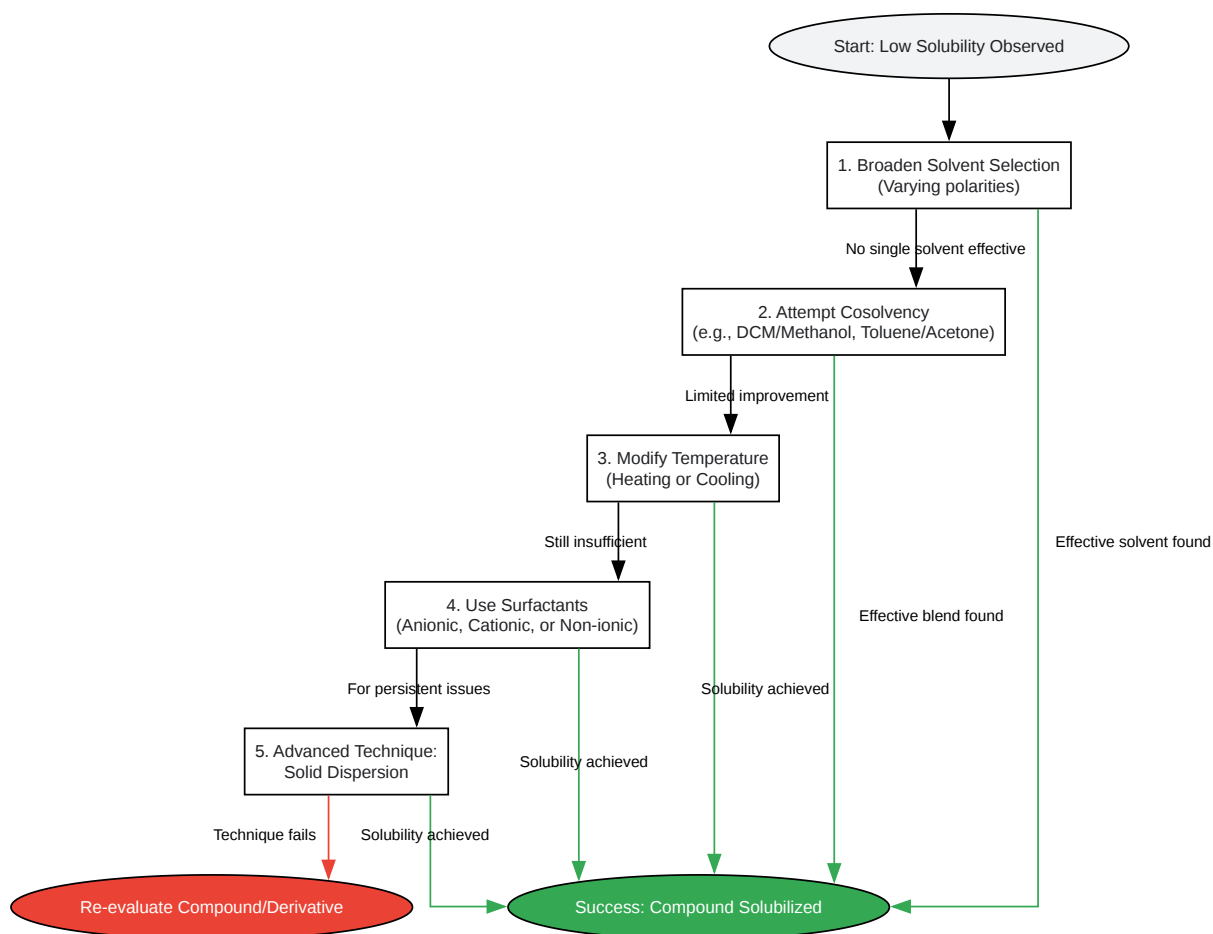 Start: Low Solubility Observed
1. Broaden Solvent Selection
(Varying polarities)
No single solvent effective
2. Attempt Cosolvency
(e.g., DCM/Methanol, Toluene/Acetone)
Limited improvement
3. Modify Temperature
(Heating or Cooling)
Still insufficient
Effective solvent found
4. Use Surfactants
(Anionic, Cationic, or Non-ionic)
Effective blend found
For persistent issues
Solubility achieved
5. Advanced Technique:
Solid Dispersion
Solubility achieved
Technique fails
Solubility achieved
Re-evaluate Compound/Derivative
Success: Compound Solubilized